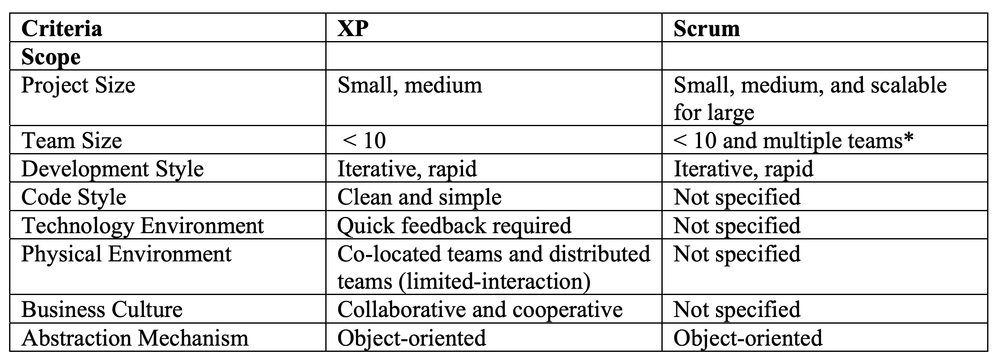 Criteria XP Scrum
Scope
Project Size Small, medium Small, medium, and scalable
for large
Team Size < 10 < 10 and multiple teams*
Development Style Iterative, rapid Iterative, rapid
Code Style Clean and simple Not specified
Technology Environment Quick feedback required Not specified
Physical Environment Co-located teams and distributed Not specified
teams (limited-interaction)
Business Culture Collaborative and cooperative Not specified
Abstraction Mechanism Object-oriented Object-oriented